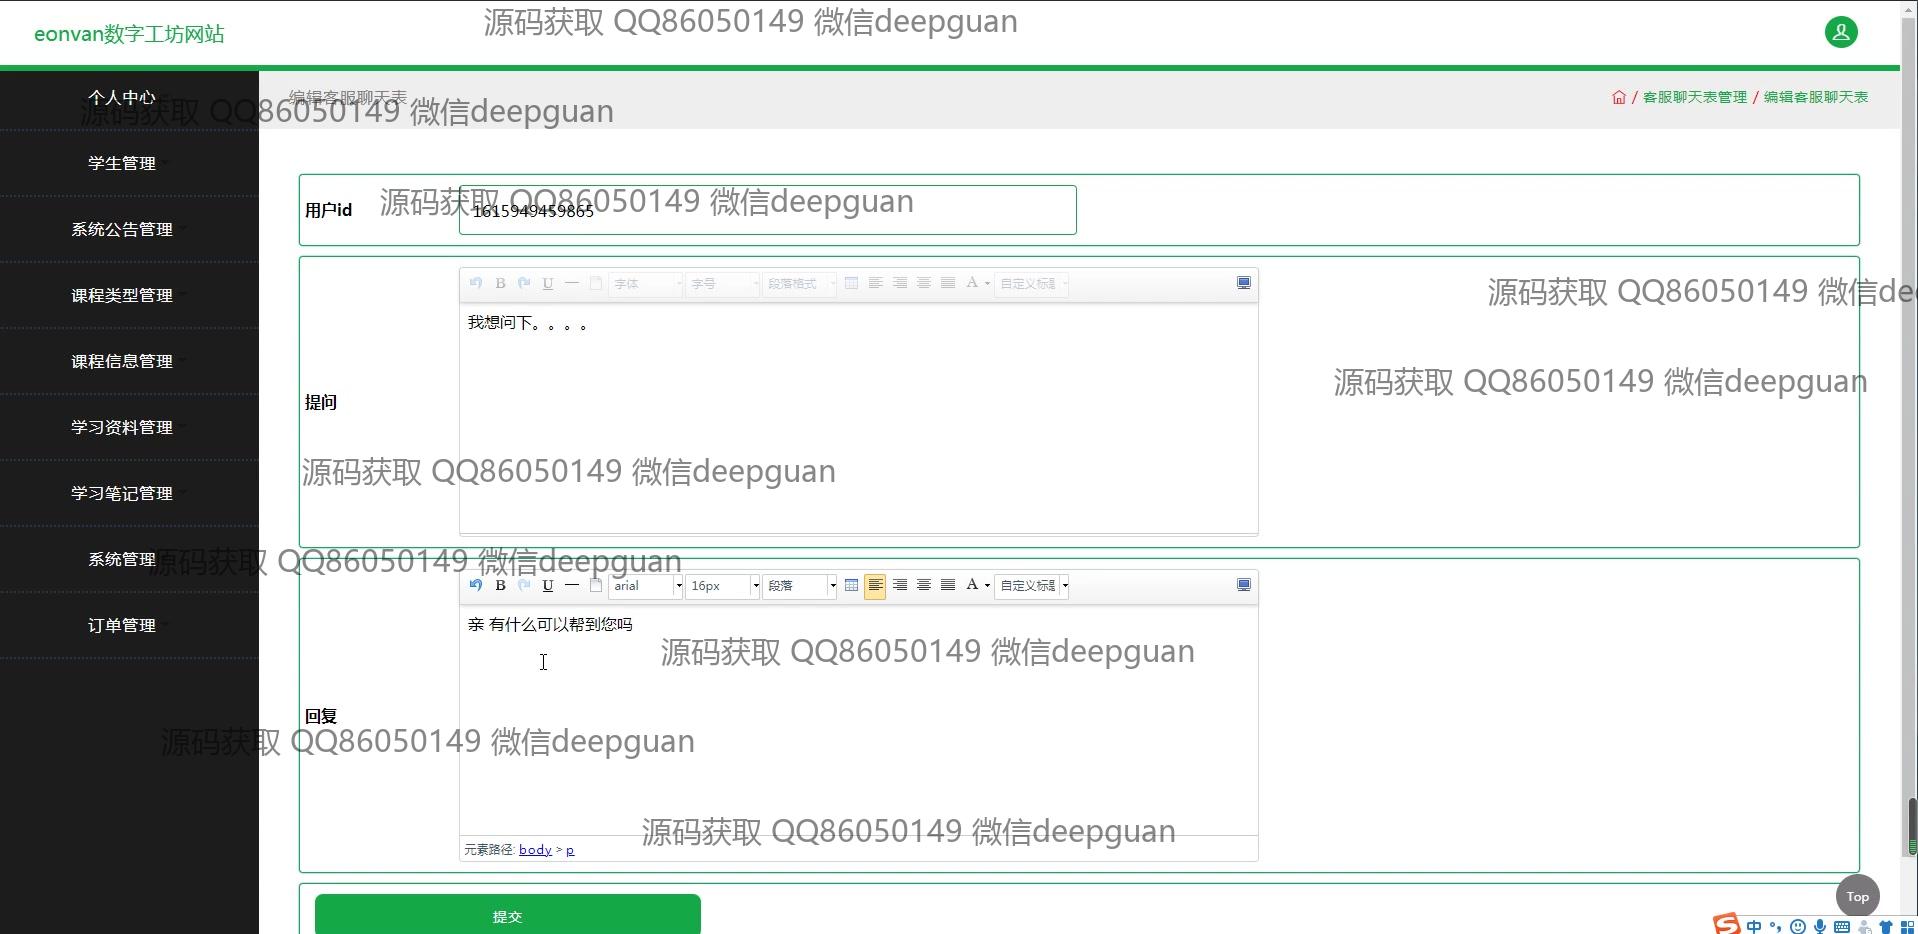 源码获取 QQ86050149 微信deepguan
eonvan数字工坊网站
个人中心
编辑客服聊天表
/ 客服聊天表管理 / 编辑客服聊天表
源码获取 QQ86050149 微信deepguan
学生管理
用户id
1615949459865
源码获取 QQ86050149 微信deepguan
系统公告管理
B U 字体 字号 段落格式 A 自定义标题
源码获取 QQ86050149 微信de
课程类型管理
我想问下。。。。
课程信息管理
源码获取 QQ86050149 微信deepguan
提问
学习资料管理
源码获取 QQ86050149 微信deepguan
学习笔记管理
系统管理
源码获取 QQ86050149 微信deepguan
B U arial 16px 段落 A 自定义标题
订单管理
亲 有什么可以帮到您吗
源码获取 QQ86050149 微信deepguan
回复
源码获取 QQ86050149 微信deepguan
源码获取 QQ86050149 微信deepguan
元素路径: body > p
Top
提交
S 中